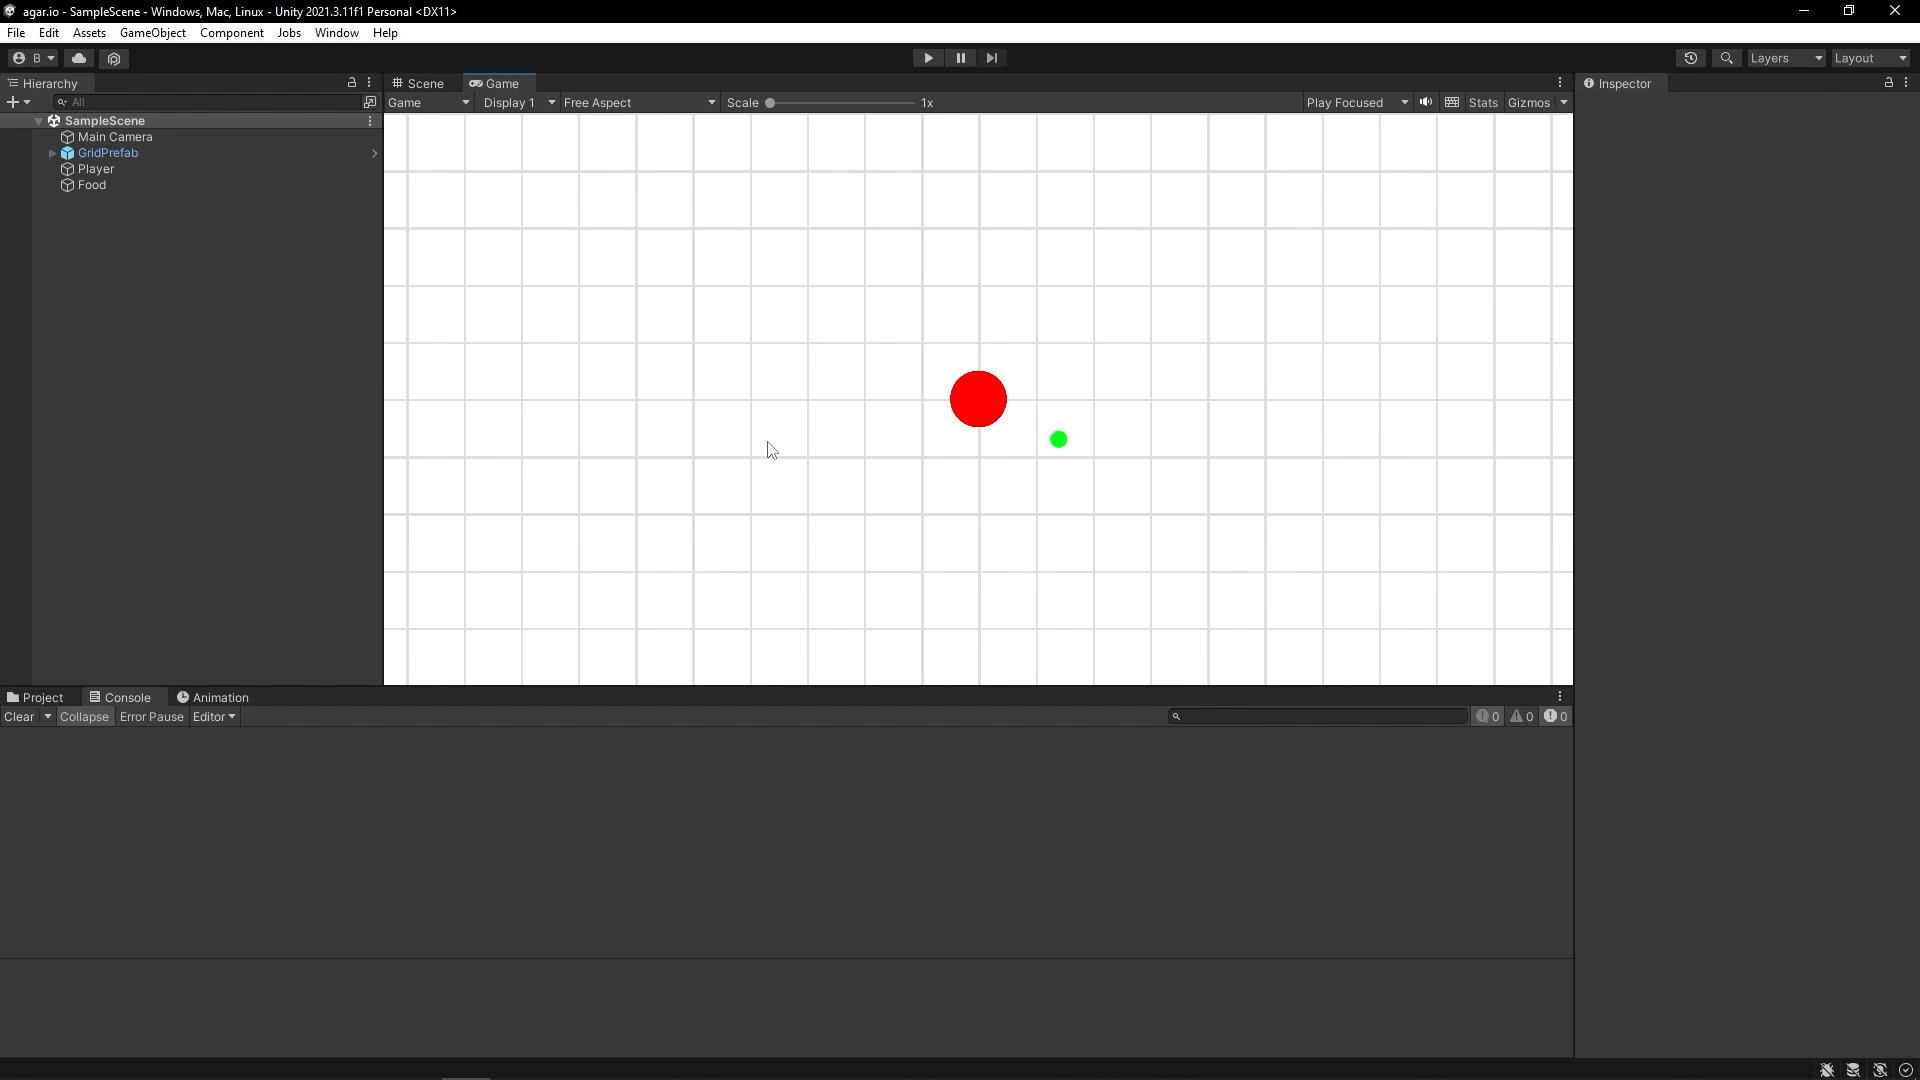 agar.io - SampleScene - Windows, Mac, Linux - Unity 2021.3.11f1 Personal <DX11>
File Edit Assets GameObject Component Jobs Window Help
B Layers Layout
Hierarchy Scene Game Inspector
All Game Display 1 Free Aspect Scale 1x Play Focused Stats Gizmos
SampleScene
Main Camera
GridPrefab
Player
Food
Project Console Animation
Clear Collapse Error Pause Editor 0 0 0